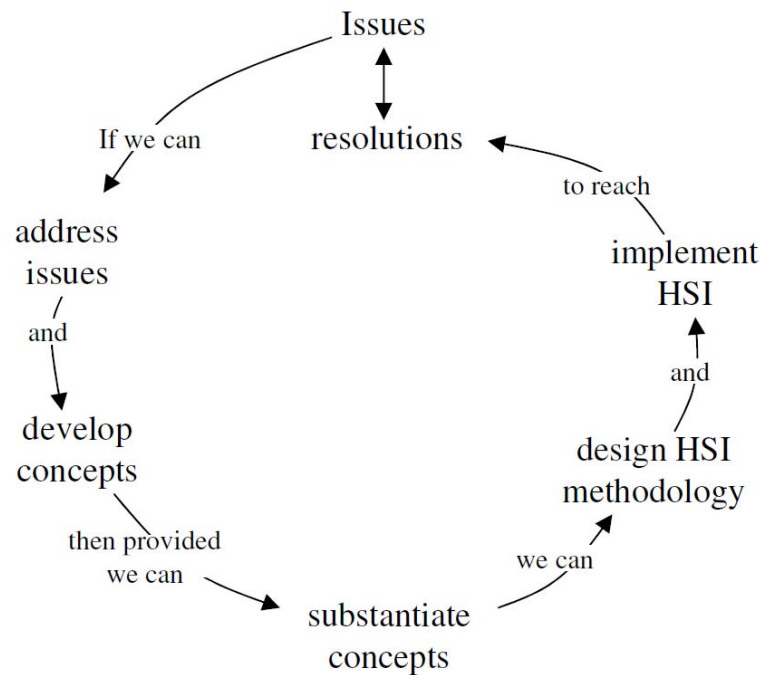 Issues
resolutions
If we can
address
issues
and
develop
concepts
then provided
we can
substantiate
concepts
we can
design HSI
methodology
and
implement
HSI
to reach